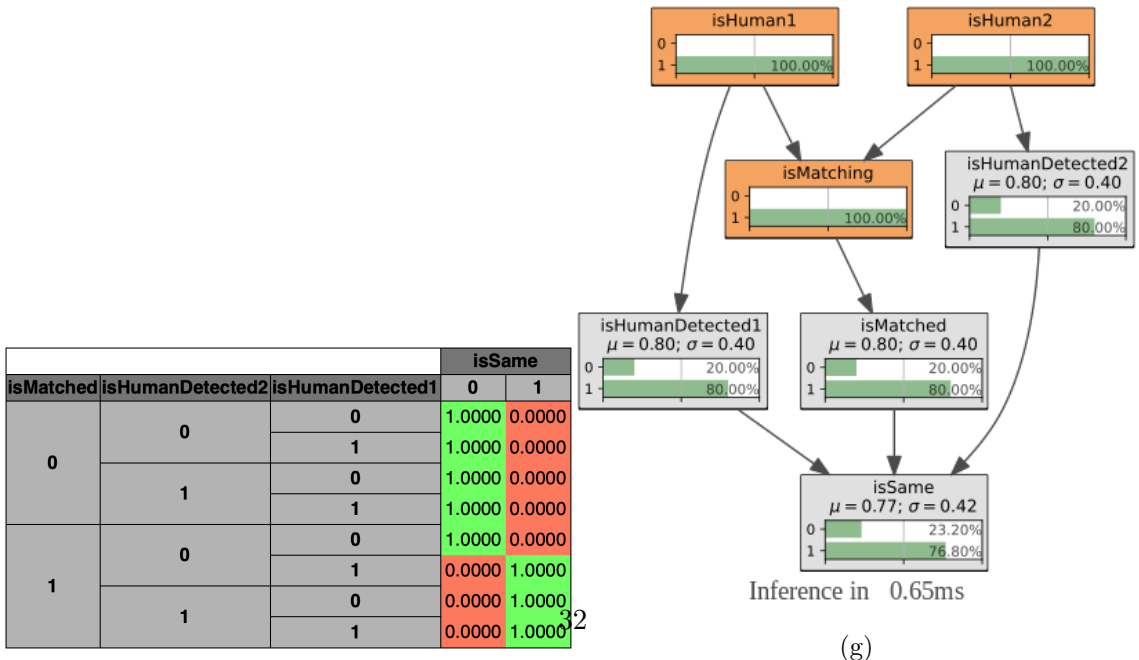 isHuman1
0
1 100.00%
isHuman2
0
1 100.00%
isMatching
0
1 100.00%
isHumanDetected2
μ = 0.80; σ = 0.40
0 20.00%
1 80.00%
isHumanDetected1
μ = 0.80; σ = 0.40
0 20.00%
1 80.00%
isMatched
μ = 0.80; σ = 0.40
0 20.00%
1 80.00%
isSame
μ = 0.77; σ = 0.42
0 23.20%
1 76.80%
Inference in 0.65ms
isSame
isMatched isHumanDetected2 isHumanDetected1 0 1
0 0 0 1.0000 0.0000
1 1.0000 0.0000
1 0 1.0000 0.0000
1 1.0000 0.0000
1 0 0 1.0000 0.0000
1 0.0000 1.0000
1 0 0.0000 1.0000
1 0.0000 1.0000
32
(g)